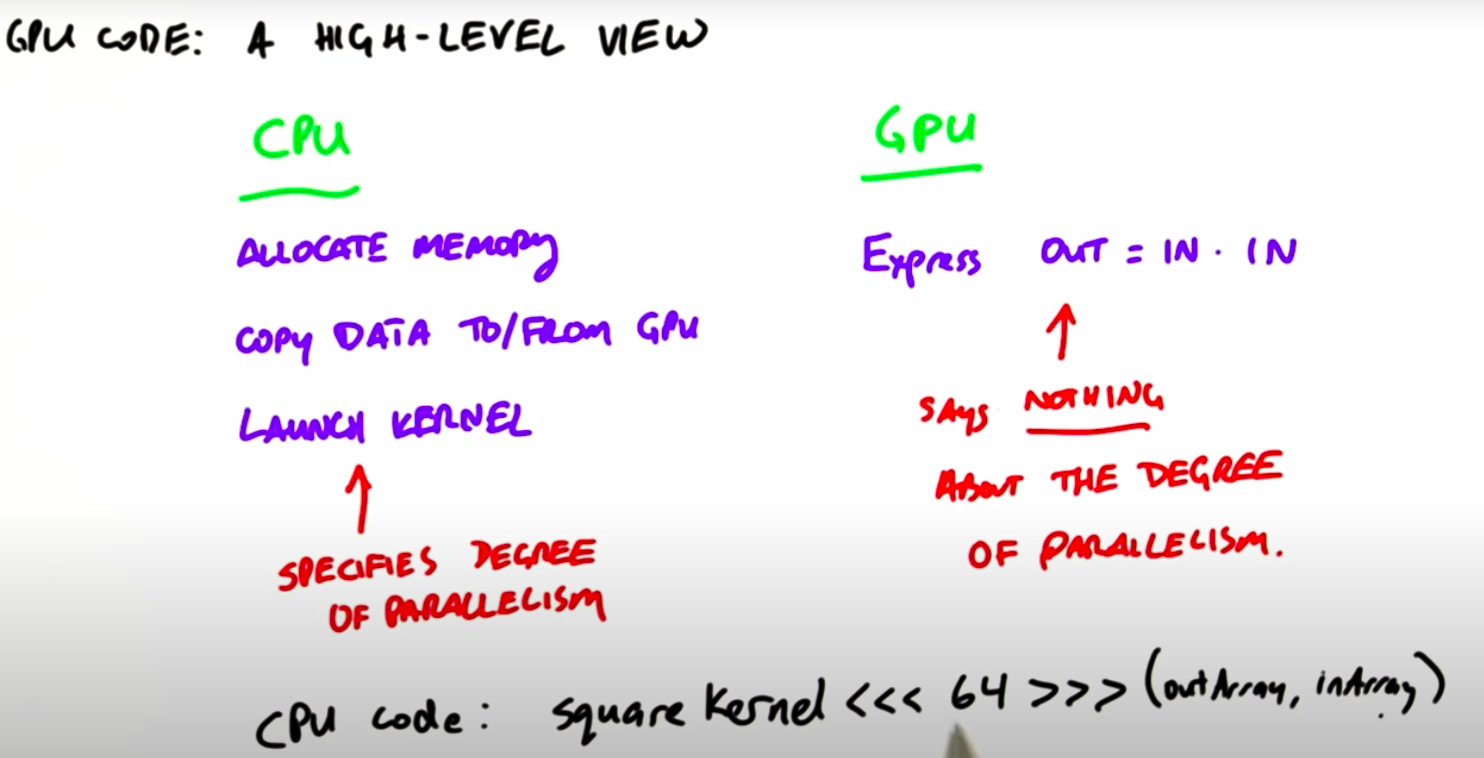 GPU CODE: A HIGH-LEVEL VIEW
CPU
ALLOCATE MEMORY
COPY DATA TO/FROM GPU
LAUNCH KERNEL
SPECIFIES DEGREE
OF PARALLELISM
GPU
Express OUT = IN · IN
SAYS NOTHING
ABOUT THE DEGREE
OF PARALLELISM.
CPU code: square Kernel <<< 64 >>> (outArray, inArray)